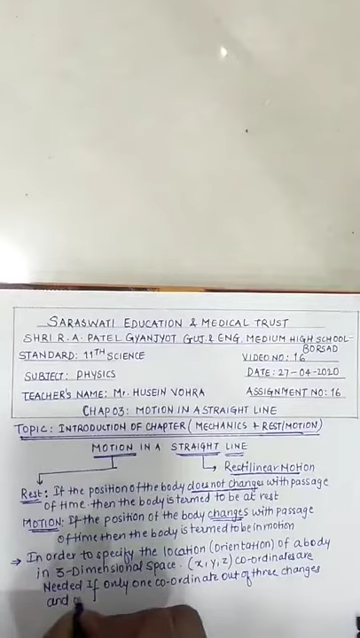 SARASWATI EDUCATION & MEDICAL TRUST
SHRI R.A. PATEL GYANJYOT GUJ & ENG. MEDIUM HIGH SCHOOL-
BORSAD
STANDARD: 11TH SCIENCE VIDEO NO: 16
SUBJECT: PHYSICS DATE: 27-04-2020
TEACHER'S NAME: Mr. HUSEIN VOHRA ASSIGNMENT NO: 16
CHAP 03: MOTION IN A STRAIGHT LINE
TOPIC: INTRODUCTION OF CHAPTER (MECHANICS + REST/MOTION)
MOTION IN A STRAIGHT LINE
Restilinear MOTION
Rest: If the position of the body does not changes with passage
of time then the body is termed to be at rest
MOTION: If the position of the body changes with passage
of time then the body is termed to be in motion
→ In order to specify the location (orientation) of a body
in 3-Dimensional space. (x, y, z) co-ordinates are
Needed If only one co-ordinate out of three changes
and